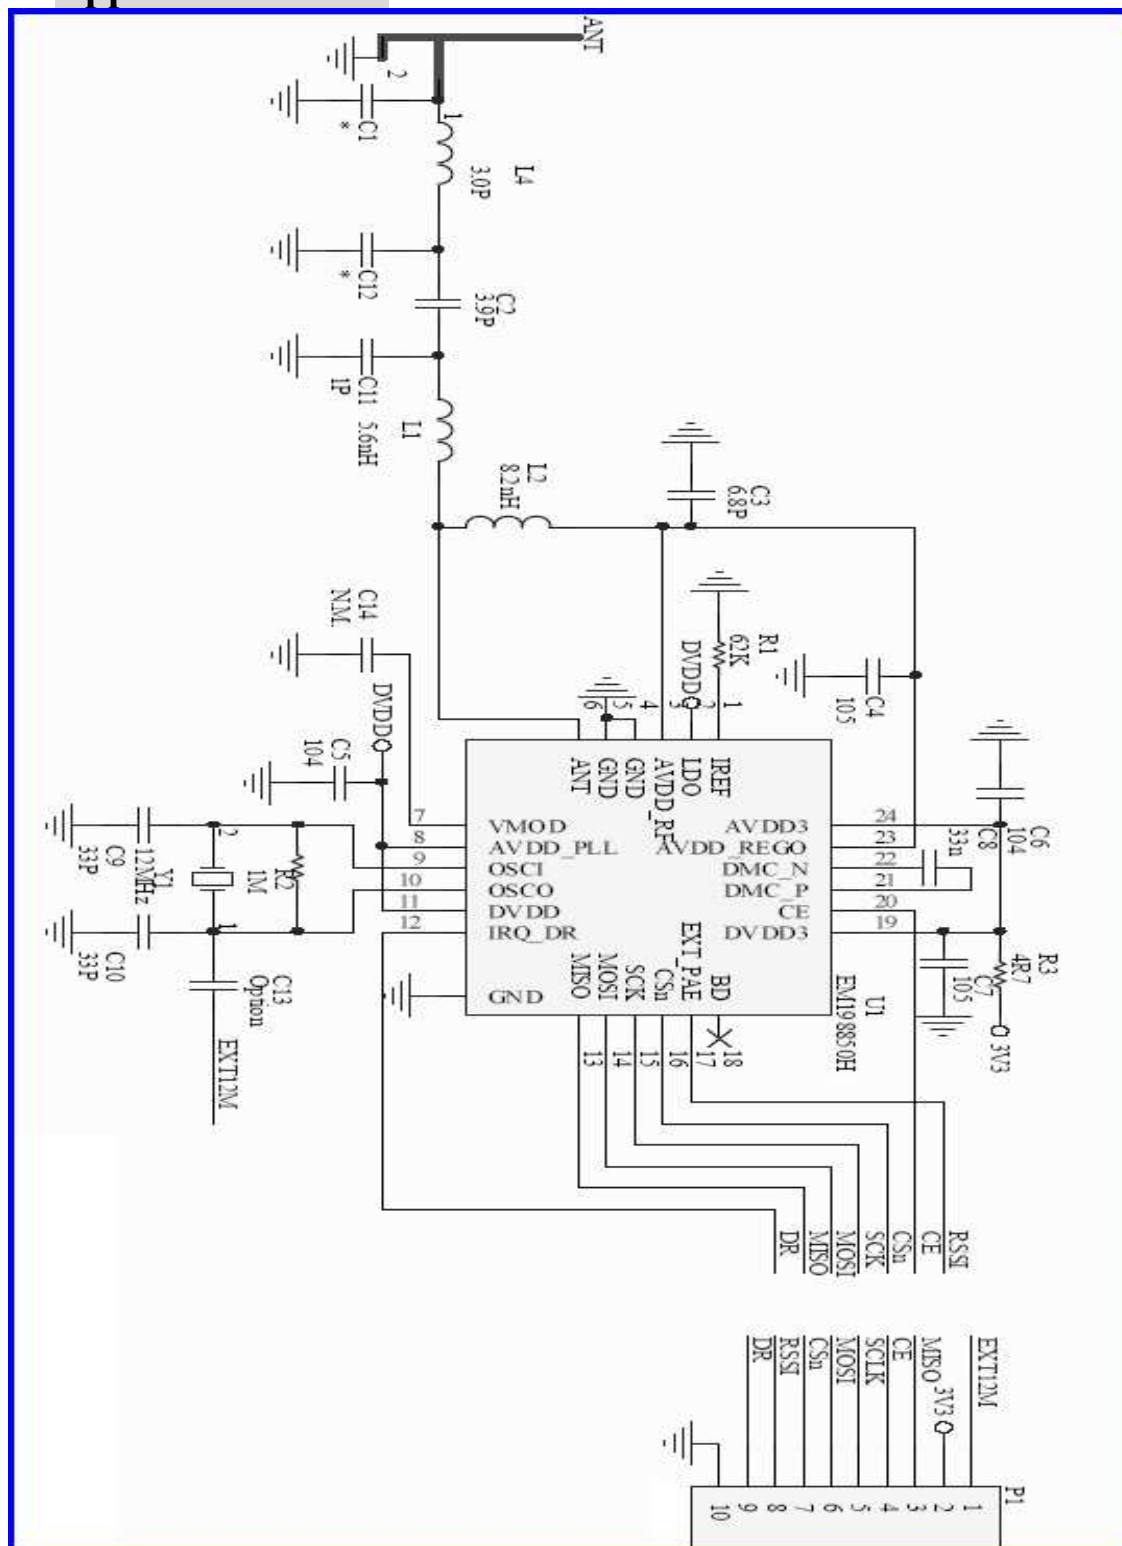 ANT
2
C1
*
1
L4
3.0P
C12
*
C2
3.9P
C11
1P
L1
5.6mH
L2
8.2nH
C3
6.8P
C14
N.M.
R1
62K
DVDD
C4
105
DVDD
C5
104
6
5
4
3
2
1
ANT
GND
GND
AVDD_RF
LDO
IREF
7
VMOD
8
AVDD_PLL
9
OSCI
10
OSCO
11
DVDD
12
IRQ_DR
GND
AVDD3
24
AVDD_REGO
23
DMC_N
22
DMC_P
21
CE
20
DVDD3
19
MISO
MOSI
SCK
CSn
EXT_PAE
BD
13
14
15
16
17
18
U1
EM198850H
C6
104
C8
33n
C7
105
R3
4R7
3V3
C9
33P
Y1
12MHz
R2
1M
2
1
C10
33P
C13
Option
EXT12M
DR
MISO
MOSI
SCK
CSn
CE
RSSI
DR
RSSI
CSn
MOSI
SCLK
CE
MISO
3V3
EXT12M
P1
10
9
8
7
6
5
4
3
2
1